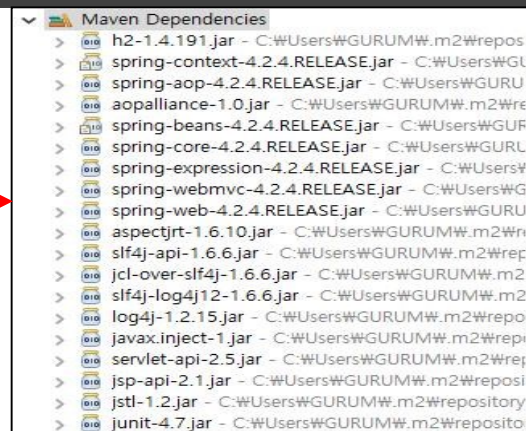 Maven Dependencies
h2-1.4.191.jar - C:₩Users₩GURUM₩.m2₩repos
spring-context-4.2.4.RELEASE.jar - C:₩Users₩GU
spring-aop-4.2.4.RELEASE.jar - C:₩Users₩GURU
aopalliance-1.0.jar - C:₩Users₩GURUM₩.m2₩re
spring-beans-4.2.4.RELEASE.jar - C:₩Users₩GUR
spring-core-4.2.4.RELEASE.jar - C:₩Users₩GURU
spring-expression-4.2.4.RELEASE.jar - C:₩Users₩
spring-webmvc-4.2.4.RELEASE.jar - C:₩Users₩G
spring-web-4.2.4.RELEASE.jar - C:₩Users₩GURU
aspectjrt-1.6.10.jar - C:₩Users₩GURUM₩.m2₩re
slf4j-api-1.6.6.jar - C:₩Users₩GURUM₩.m2₩rep
jcl-over-slf4j-1.6.6.jar - C:₩Users₩GURUM₩.m2
slf4j-log4j12-1.6.6.jar - C:₩Users₩GURUM₩.m2
log4j-1.2.15.jar - C:₩Users₩GURUM₩.m2₩repo
javax.inject-1.jar - C:₩Users₩GURUM₩.m2₩rep
servlet-api-2.5.jar - C:₩Users₩GURUM₩.m2₩rep
jsp-api-2.1.jar - C:₩Users₩GURUM₩.m2₩reposi
jstl-1.2.jar - C:₩Users₩GURUM₩.m2₩repository
junit-4.7.jar - C:₩Users₩GURUM₩.m2₩reposito